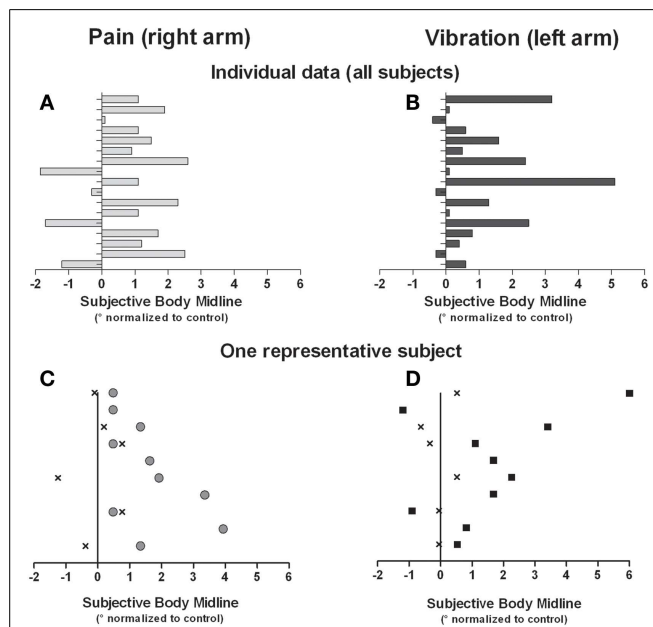 Pain (right arm) Vibration (left arm)
Individual data (all subjects)
A B
-2 -1 0 1 2 3 4 5 6 -2 -1 0 1 2 3 4 5 6
Subjective Body Midline Subjective Body Midline
(° normalized to control) (° normalized to control)
One representative subject
C D
-2 -1 0 1 2 3 4 5 6 -2 -1 0 1 2 3 4 5 6
Subjective Body Midline Subjective Body Midline
(° normalized to control) (° normalized to control)